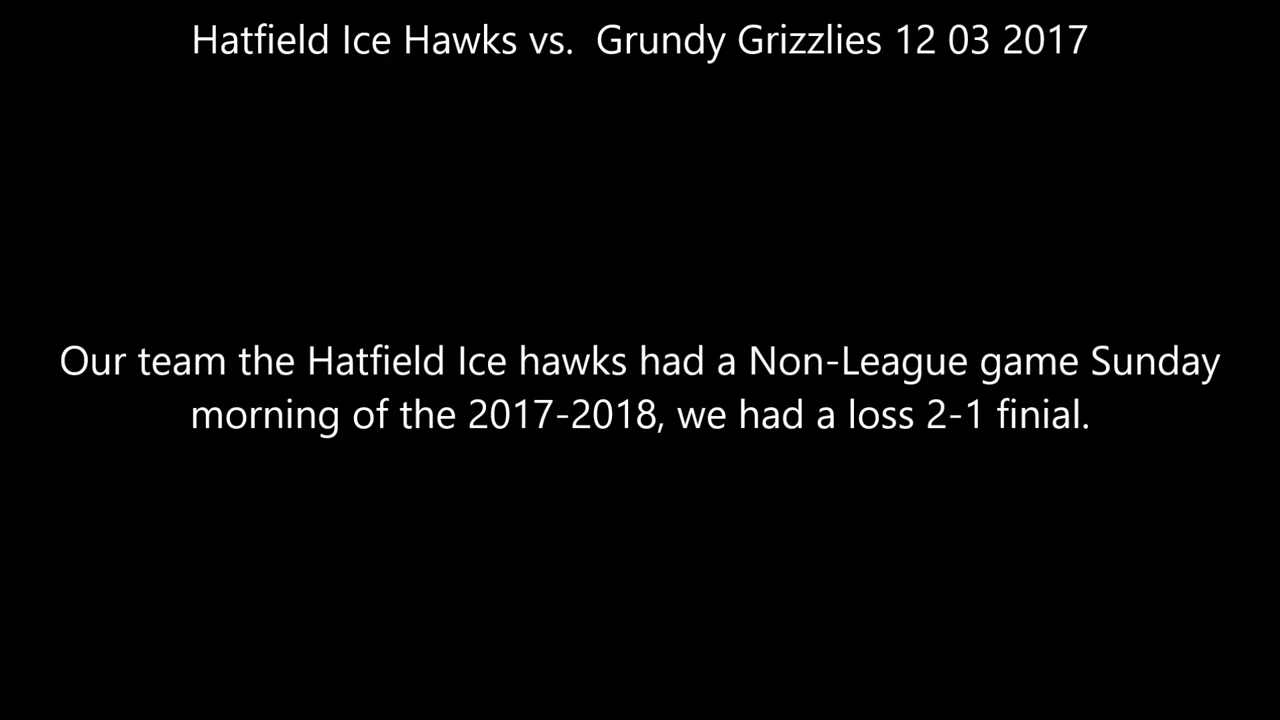 Hatfield Ice Hawks vs.  Grundy Grizzlies 12 03 2017
Our team the Hatfield Ice hawks had a Non-League game Sunday
morning of the 2017-2018, we had a loss 2-1 finial.